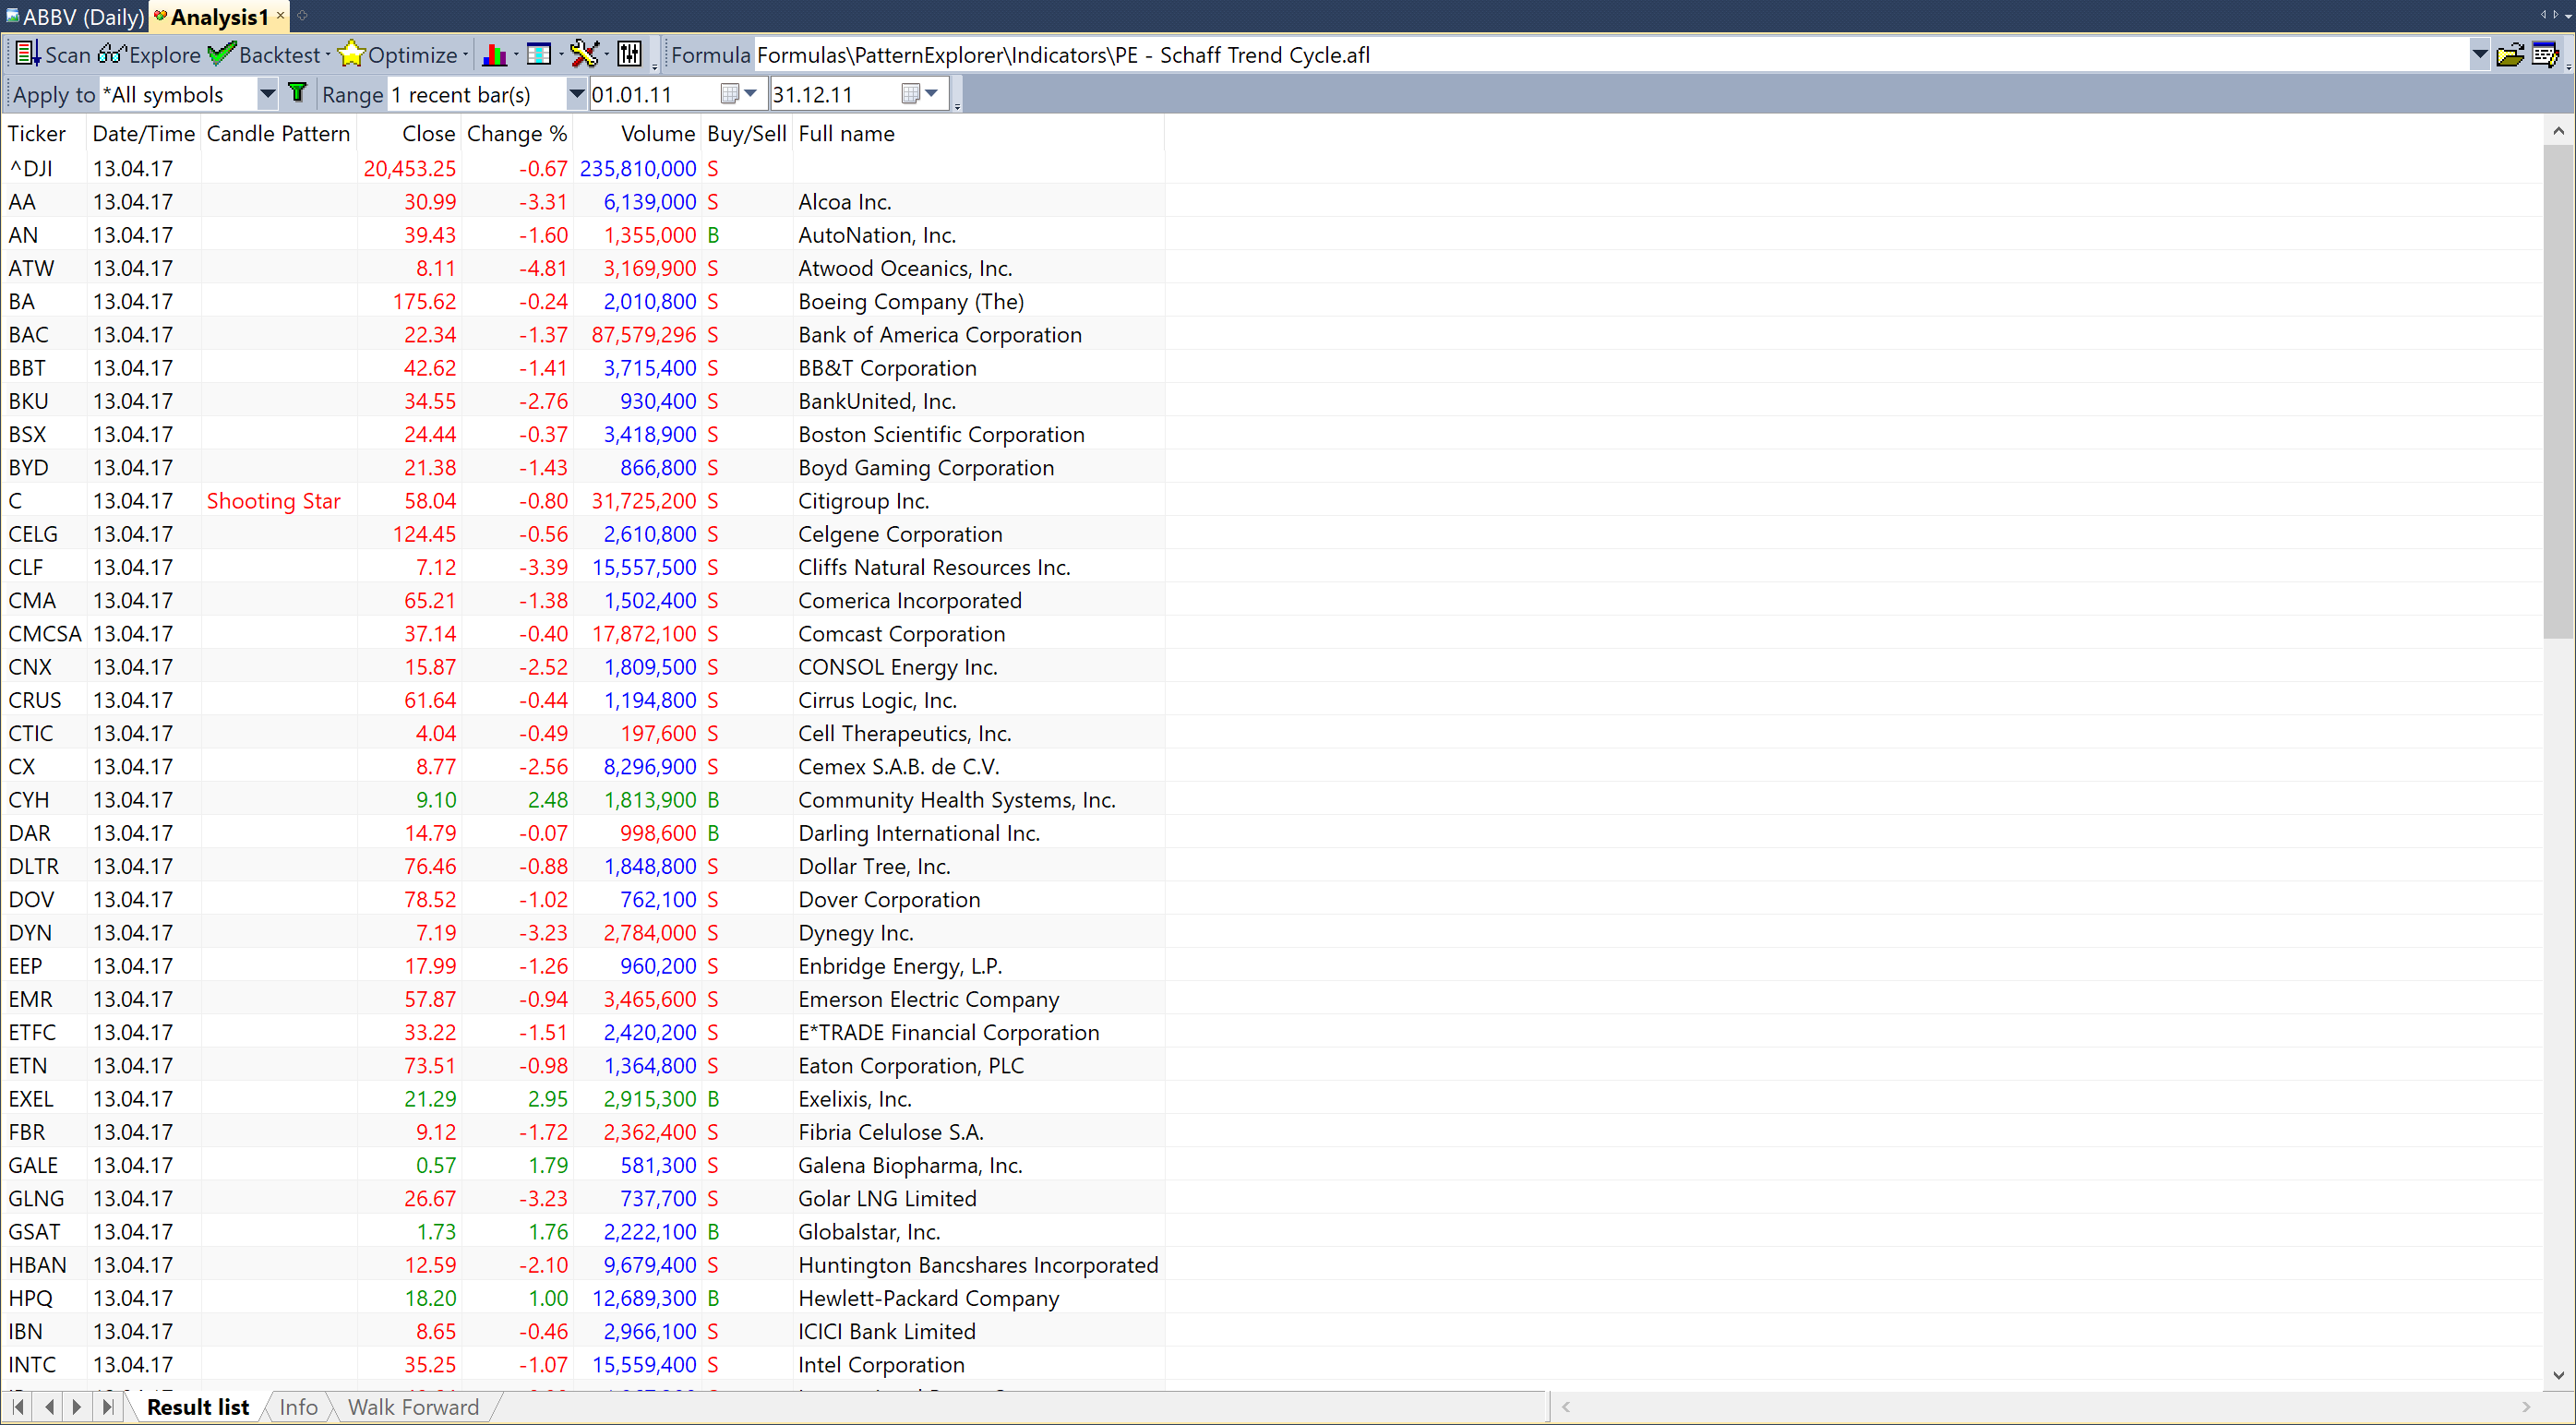 ABBV (Daily) Analysis1
Scan Explore Backtest Optimize Formula Formulas\PatternExplorer\Indicators\PE - Schaff Trend Cycle.afl
Apply to *All symbols Range 1 recent bar(s) 01.01.11 31.12.11
Ticker Date/Time Candle Pattern Close Change % Volume Buy/Sell Full name
^DJI 13.04.17 20,453.25 -0.67 235,810,000 S
AA 13.04.17 30.99 -3.31 6,139,000 S Alcoa Inc.
AN 13.04.17 39.43 -1.60 1,355,000 B AutoNation, Inc.
ATW 13.04.17 8.11 -4.81 3,169,900 S Atwood Oceanics, Inc.
BA 13.04.17 175.62 -0.24 2,010,800 S Boeing Company (The)
BAC 13.04.17 22.34 -1.37 87,579,296 S Bank of America Corporation
BBT 13.04.17 42.62 -1.41 3,715,400 S BB&T Corporation
BKU 13.04.17 34.55 -2.76 930,400 S BankUnited, Inc.
BSX 13.04.17 24.44 -0.37 3,418,900 S Boston Scientific Corporation
BYD 13.04.17 21.38 -1.43 866,800 S Boyd Gaming Corporation
C 13.04.17 Shooting Star 58.04 -0.80 31,725,200 S Citigroup Inc.
CELG 13.04.17 124.45 -0.56 2,610,800 S Celgene Corporation
CLF 13.04.17 7.12 -3.39 15,557,500 S Cliffs Natural Resources Inc.
CMA 13.04.17 65.21 -1.38 1,502,400 S Comerica Incorporated
CMCSA 13.04.17 37.14 -0.40 17,872,100 S Comcast Corporation
CNX 13.04.17 15.87 -2.52 1,809,500 S CONSOL Energy Inc.
CRUS 13.04.17 61.64 -0.44 1,194,800 S Cirrus Logic, Inc.
CTIC 13.04.17 4.04 -0.49 197,600 S Cell Therapeutics, Inc.
CX 13.04.17 8.77 -2.56 8,296,900 S Cemex S.A.B. de C.V.
CYH 13.04.17 9.10 2.48 1,813,900 B Community Health Systems, Inc.
DAR 13.04.17 14.79 -0.07 998,600 B Darling International Inc.
DLTR 13.04.17 76.46 -0.88 1,848,800 S Dollar Tree, Inc.
DOV 13.04.17 78.52 -1.02 762,100 S Dover Corporation
DYN 13.04.17 7.19 -3.23 2,784,000 S Dynegy Inc.
EEP 13.04.17 17.99 -1.26 960,200 S Enbridge Energy, L.P.
EMR 13.04.17 57.87 -0.94 3,465,600 S Emerson Electric Company
ETFC 13.04.17 33.22 -1.51 2,420,200 S E*TRADE Financial Corporation
ETN 13.04.17 73.51 -0.98 1,364,800 S Eaton Corporation, PLC
EXEL 13.04.17 21.29 2.95 2,915,300 B Exelixis, Inc.
FBR 13.04.17 9.12 -1.72 2,362,400 S Fibria Celulose S.A.
GALE 13.04.17 0.57 1.79 581,300 S Galena Biopharma, Inc.
GLNG 13.04.17 26.67 -3.23 737,700 S Golar LNG Limited
GSAT 13.04.17 1.73 1.76 2,222,100 B Globalstar, Inc.
HBAN 13.04.17 12.59 -2.10 9,679,400 S Huntington Bancshares Incorporated
HPQ 13.04.17 18.20 1.00 12,689,300 B Hewlett-Packard Company
IBN 13.04.17 8.65 -0.46 2,966,100 S ICICI Bank Limited
INTC 13.04.17 35.25 -1.07 15,559,400 S Intel Corporation
Result list Info Walk Forward